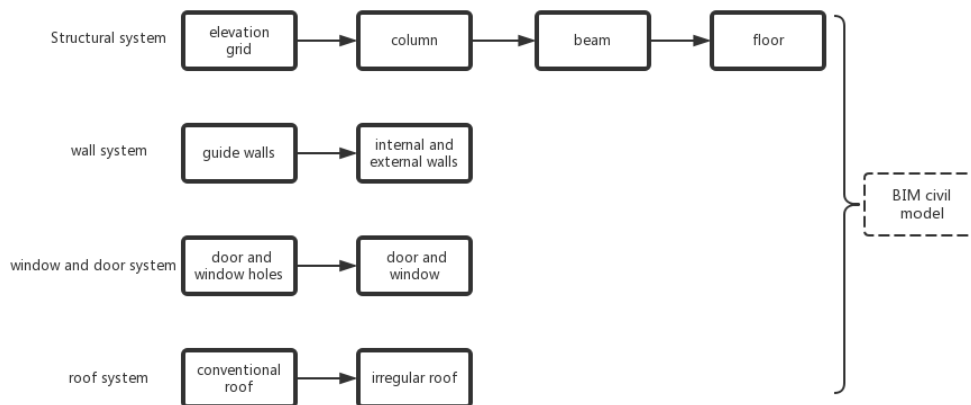 Structural system
elevation
grid
column
beam
floor
wall system
guide walls
internal and
external walls
BIM civil
model
window and door system
door and
window holes
door and
window
roof system
conventional
roof
irregular roof